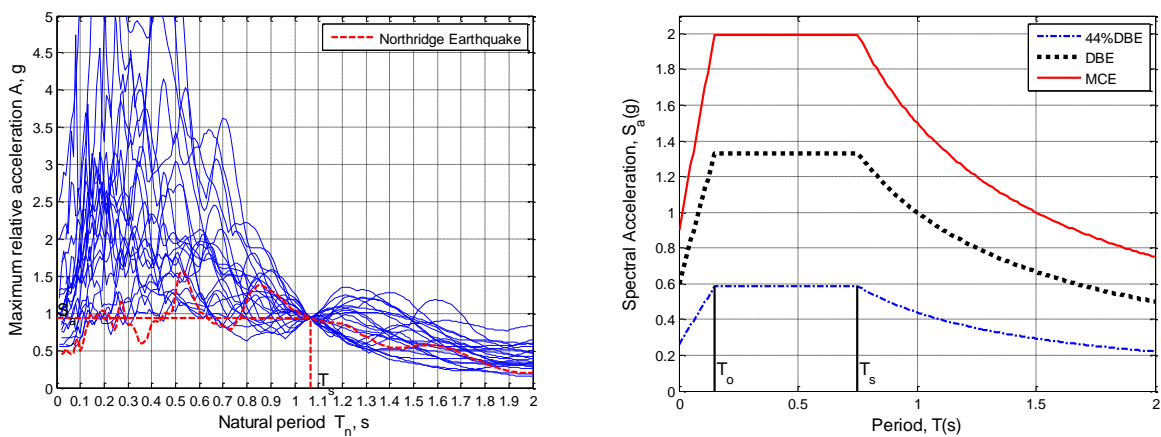 Maximum relative acceleration A, g
5
4.5
4
3.5
3
2.5
2
1.5
1
0.5
0
Northridge Earthquake
T_s
0 0.1 0.2 0.3 0.4 0.5 0.6 0.7 0.8 0.9 1 1.1 1.2 1.3 1.4 1.5 1.6 1.7 1.8 1.9 2
Natural period T_n, s
Spectral Acceleration, S_a(g)
2
1.8
1.6
1.4
1.2
1
0.8
0.6
0.4
0.2
0
44%DBE
DBE
MCE
T_o
T_s
0 0.5 1 1.5 2
Period, T(s)